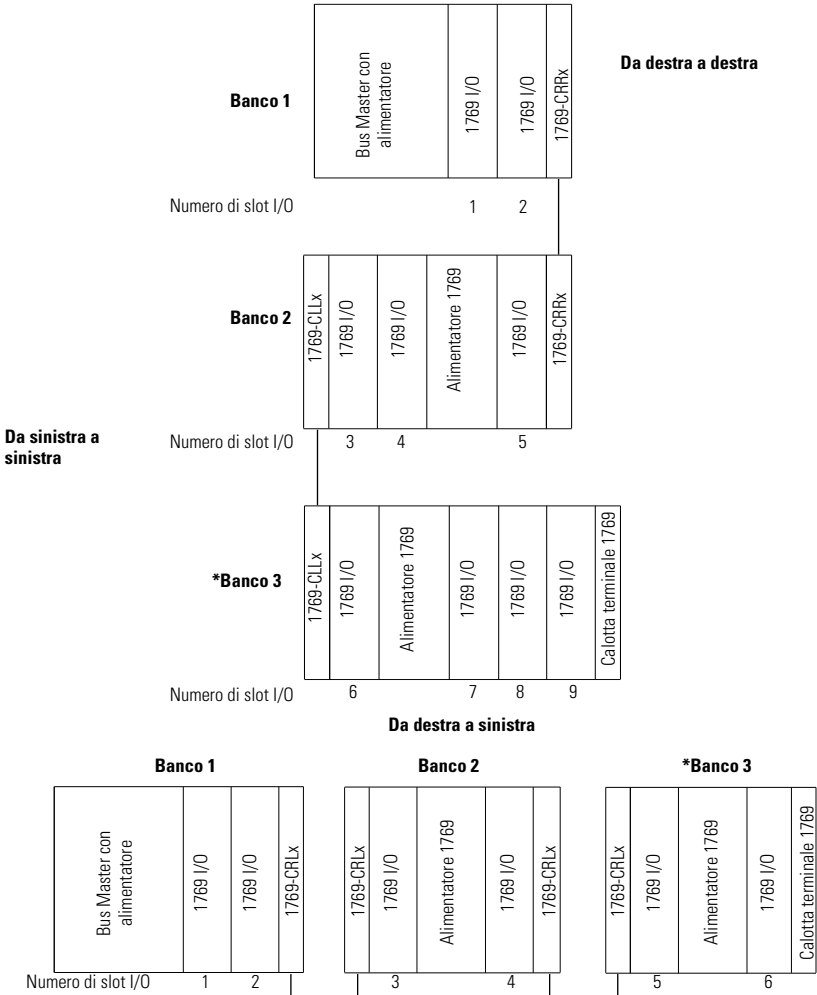 Da destra a destra
Banco 1
Bus Master con
alimentatore
1769 I/O
1769 I/O
1769-CRRx
Numero di slot I/O 1 2
Banco 2
1769-CLLx
1769 I/O
1769 I/O
Alimentatore 1769
1769 I/O
1769-CRRx
Da sinistra a
sinistra
Numero di slot I/O 3 4 5
*Banco 3
1769-CLLx
1769 I/O
Alimentatore 1769
1769 I/O
1769 I/O
1769 I/O
Calotta terminale 1769
Numero di slot I/O 6 7 8 9
Da destra a sinistra
Banco 1 Banco 2 *Banco 3
Bus Master con
alimentatore
1769 I/O
1769 I/O
1769-CRLx
1769-CRLx
1769 I/O
Alimentatore 1769
1769 I/O
1769-CRLx
1769-CRLx
1769 I/O
Alimentatore 1769
1769 I/O
Calotta terminale 1769
Numero di slot I/O 1 2 3 4 5 6